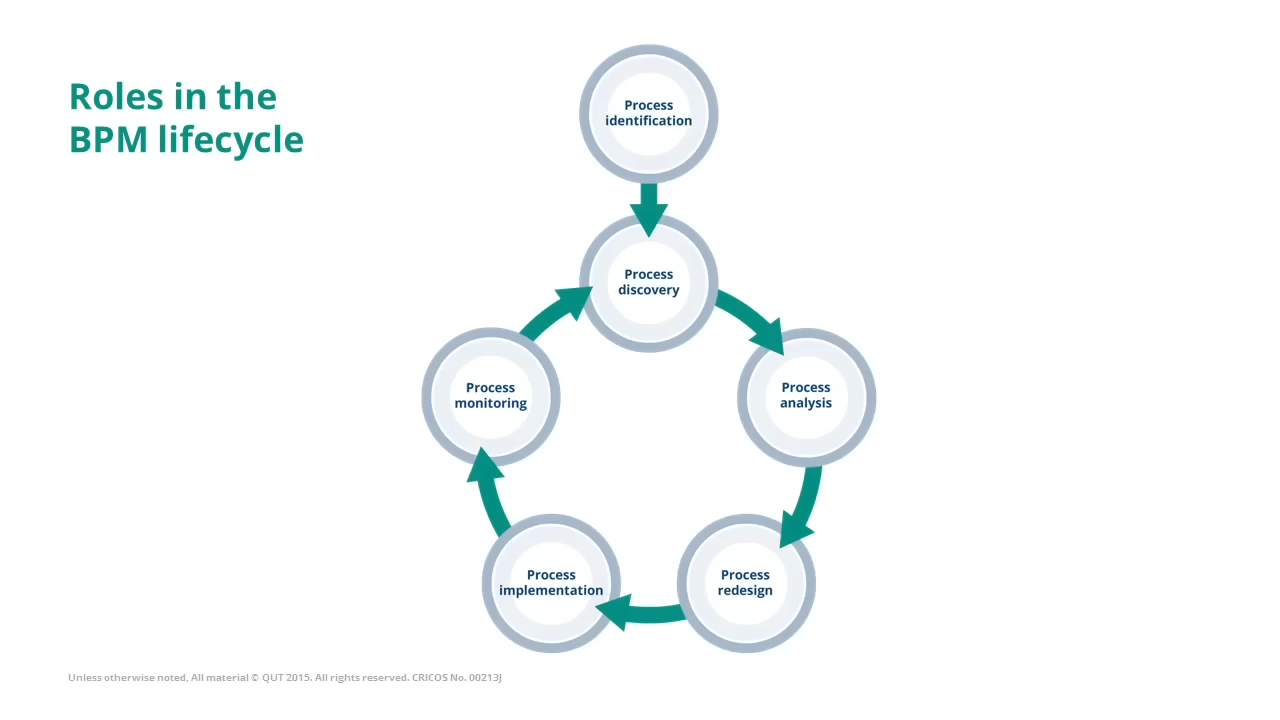 Roles in the
BPM lifecycle
Process
identification
Process
discovery
Process
analysis
Process
redesign
Process
implementation
Process
monitoring
Unless otherwise noted, All material © QUT 2015. All rights reserved. CRICOS No. 00213J